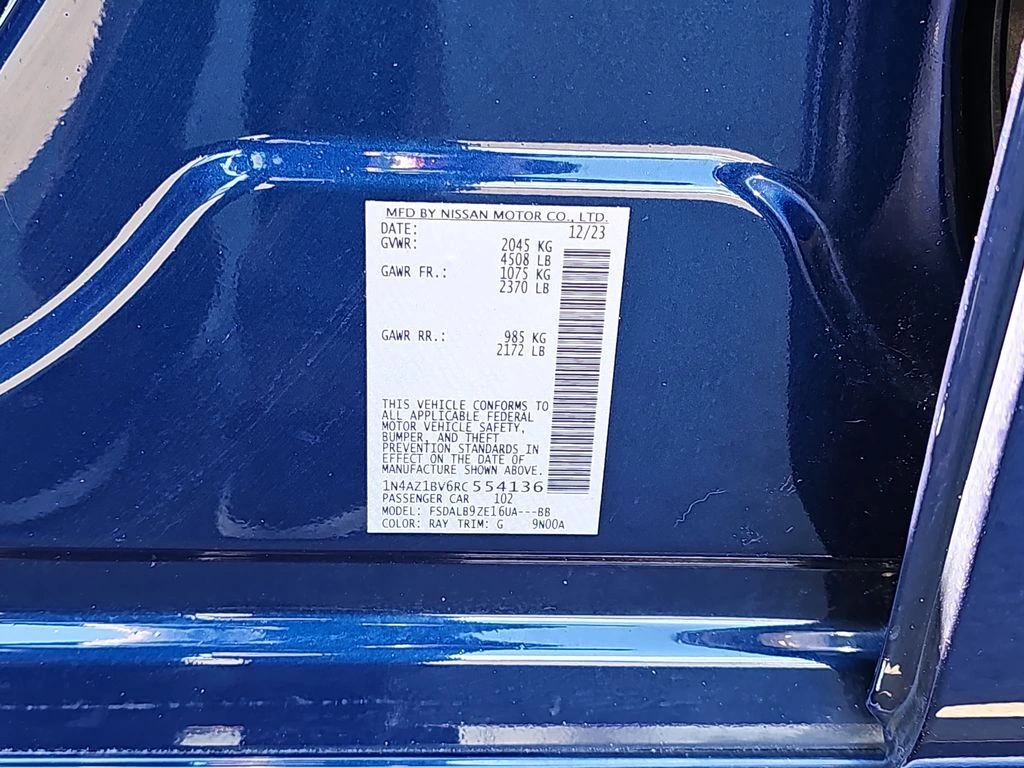 MFD BY NISSAN MOTOR CO., LTD.
DATE: 12/23
GVWR: 2045 KG
4508 LB
GAWR FR.: 1075 KG
2370 LB
GAWR RR.: 985 KG
2172 LB
THIS VEHICLE CONFORMS TO
ALL APPLICABLE FEDERAL
MOTOR VEHICLE SAFETY,
BUMPER, AND THEFT
PREVENTION STANDARDS IN
EFFECT ON THE DATE OF
MANUFACTURE SHOWN ABOVE.
1N4AZ1BV6RC554136
PASSENGER CAR 102
MODEL: FSDALB9ZE16UA---BB
COLOR: RAY TRIM: G 9N00A